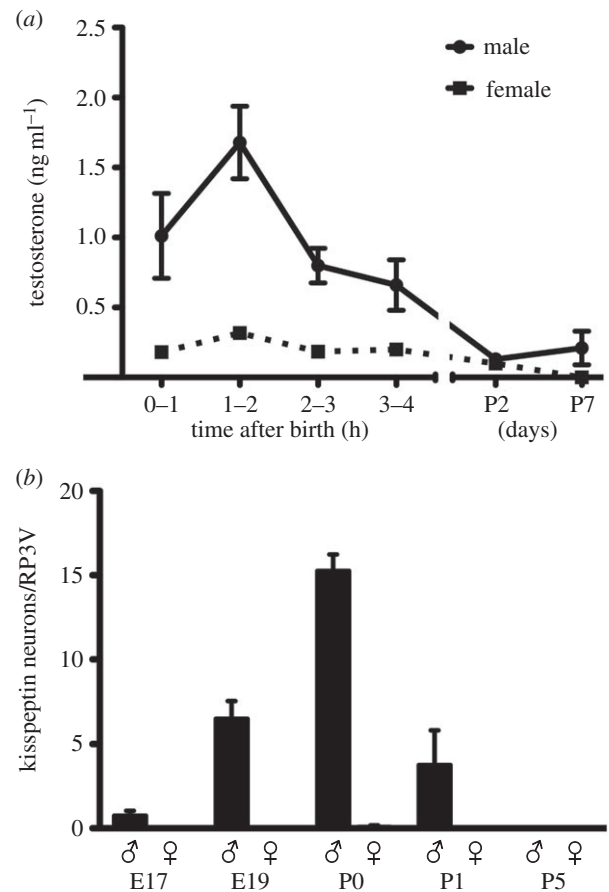 (a)
2.5
2.0
1.5
1.0
0.5
testosterone (ng ml⁻¹)
male
female
0–1 1–2 2–3 3–4 P2 P7
time after birth (h) (days)
(b)
20
15
10
5
0
kisspeptin neurons/RP3V
♂ ♀ ♂ ♀ ♂ ♀ ♂ ♀ ♂ ♀
E17 E19 P0 P1 P5